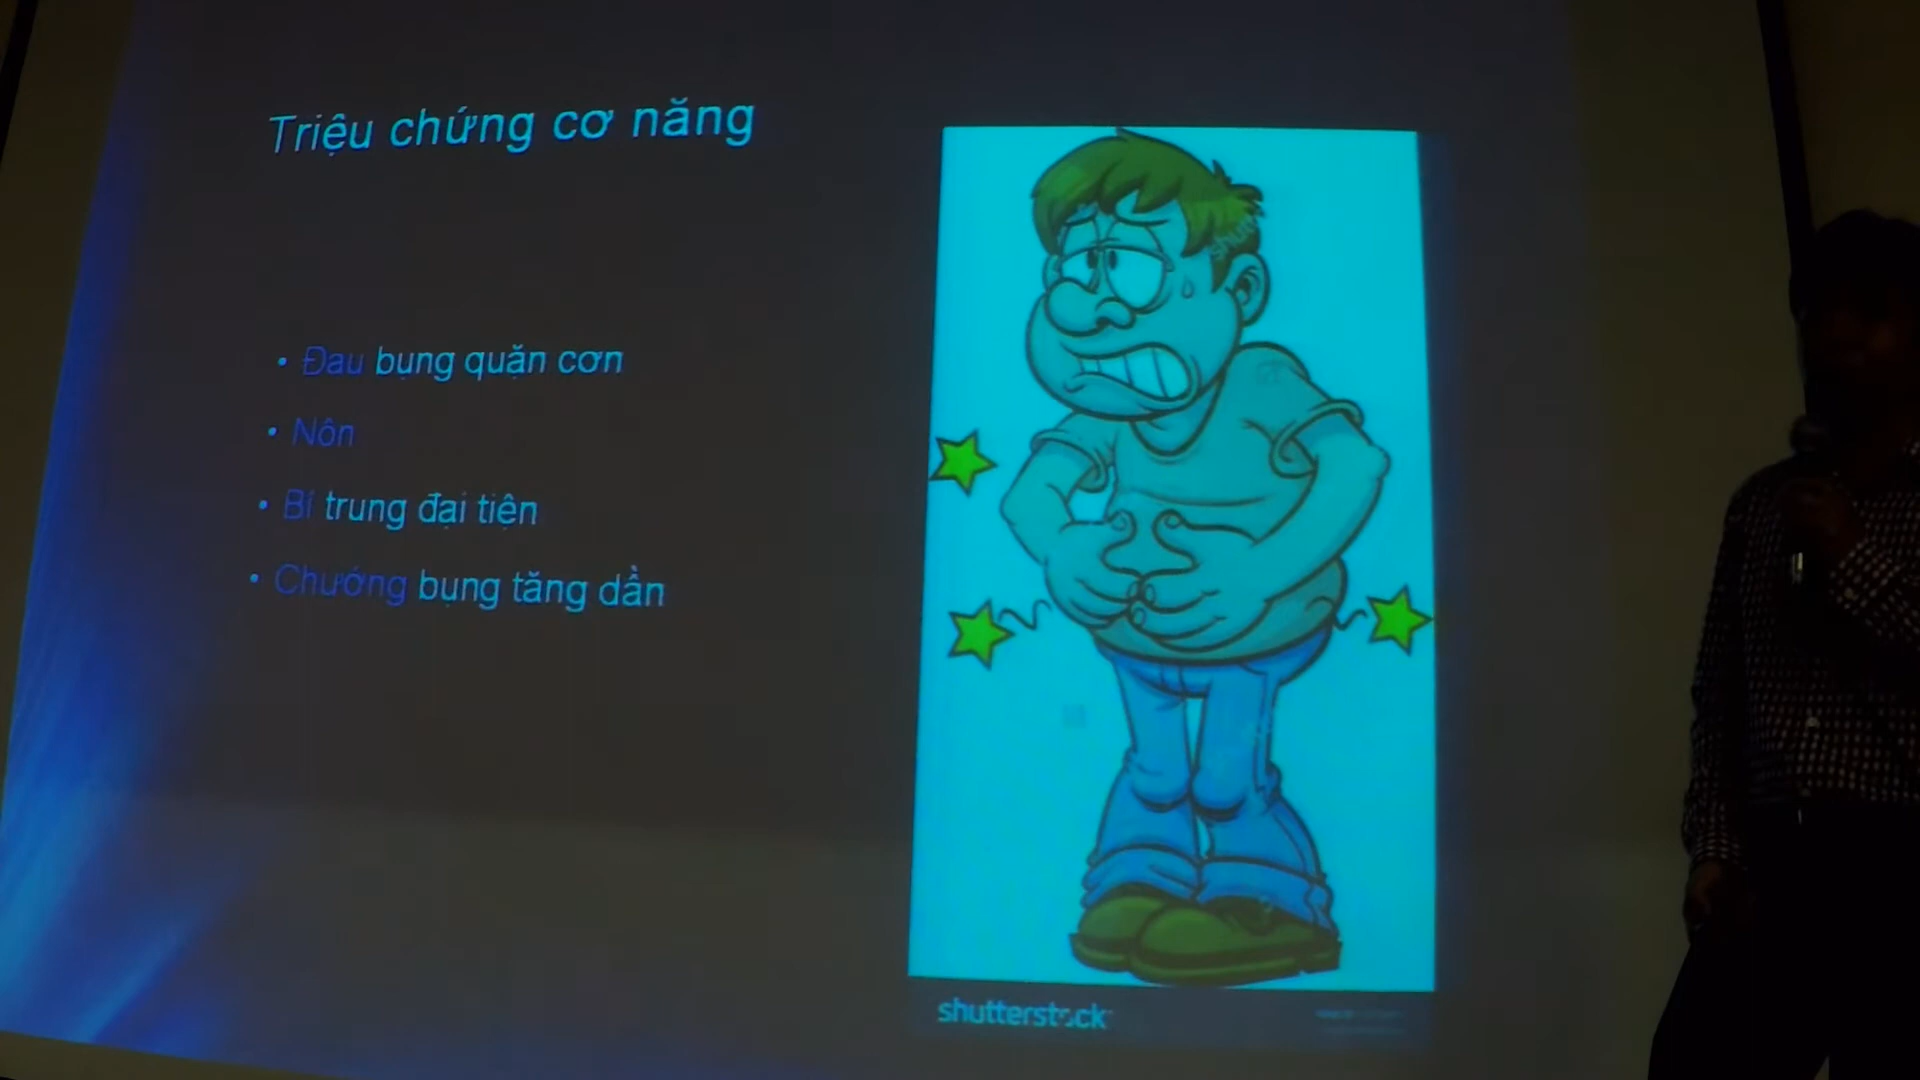 Triệu chứng cơ năng
• Đau bụng quặn cơn
• Nôn
• Bí trung đại tiện
• Chướng bụng tăng dần
shutterstock